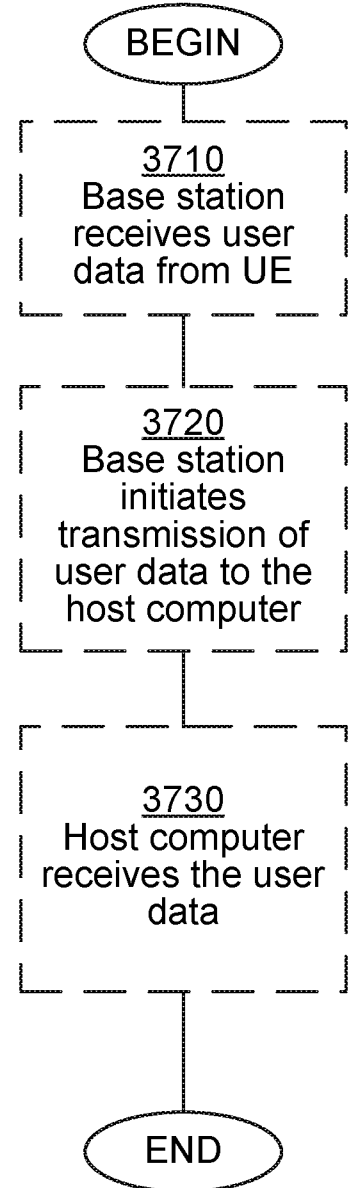 BEGIN
3710
Base station
receives user
data from UE
3720
Base station
initiates
transmission of
user data to the
host computer
3730
Host computer
receives the user
data
END